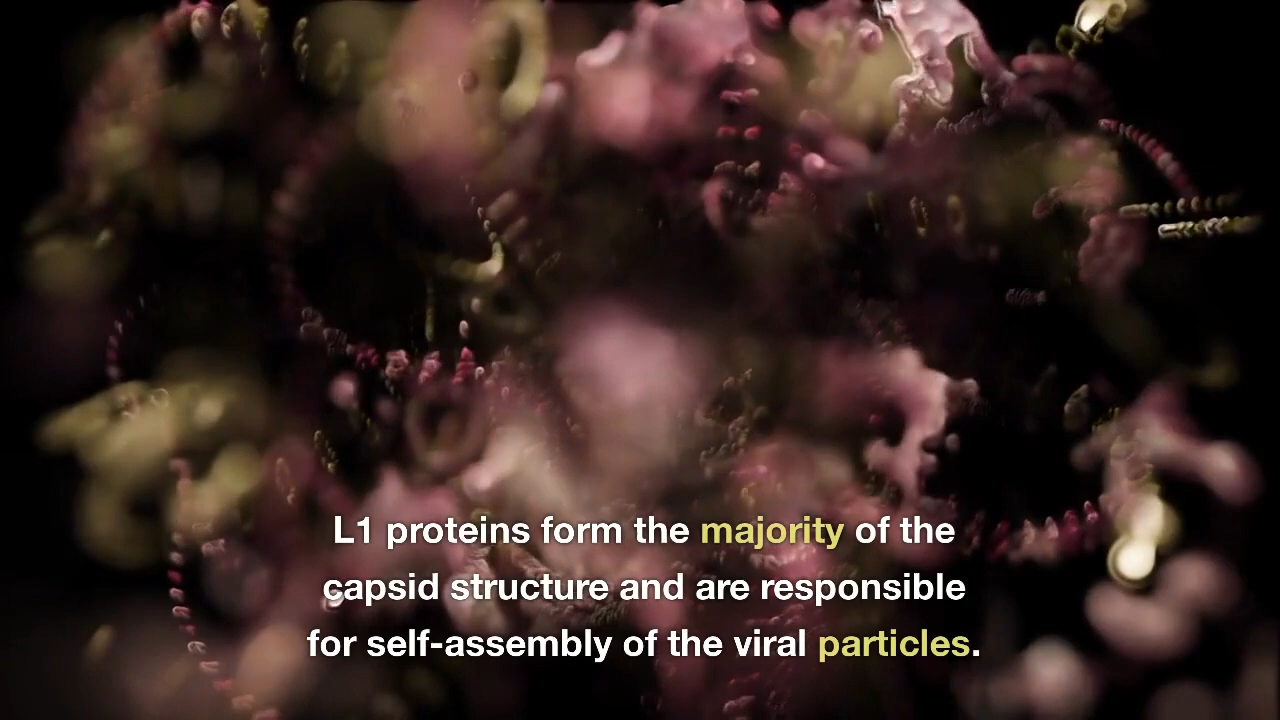 L1 proteins form the majority of the
capsid structure and are responsible
for self-assembly of the viral particles.